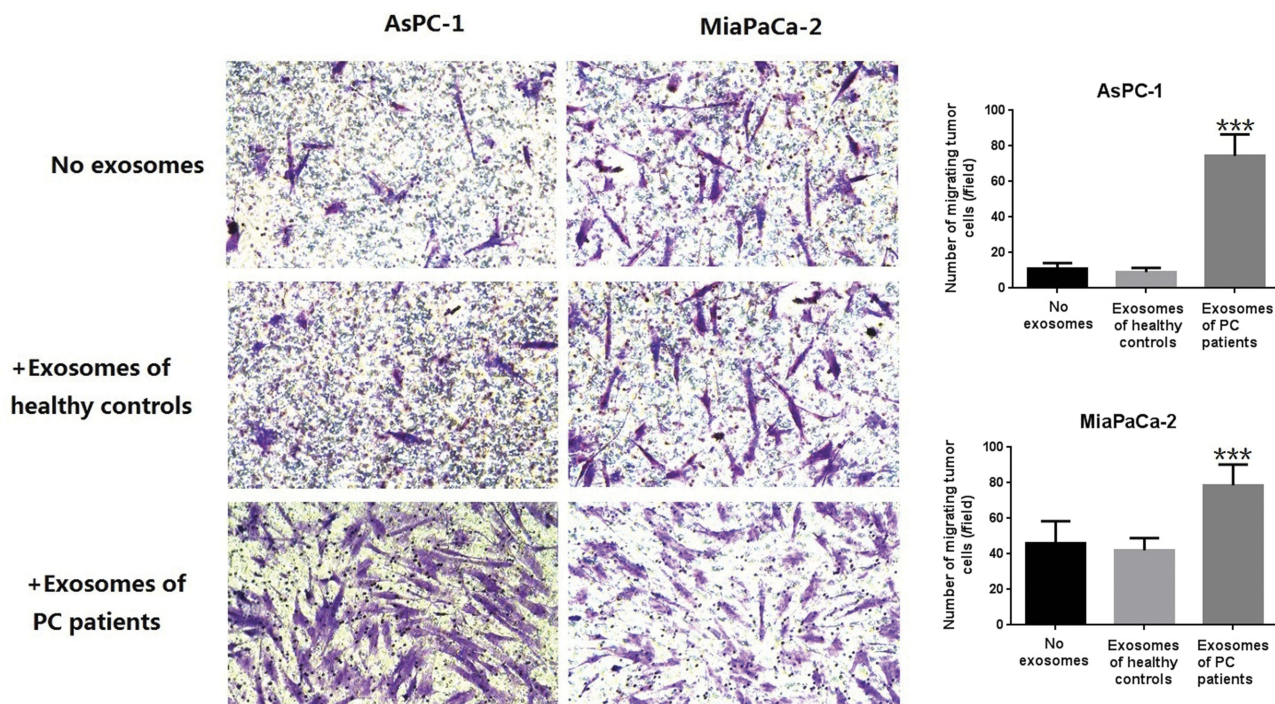 AsPC-1
MiaPaCa-2
No exosomes
+Exosomes of
healthy controls
+Exosomes of
PC patients
AsPC-1
Number of migrating tumor
cells (/field)
100
80
60
40
20
0
No
exosomes
Exosomes
of healthy
controls
Exosomes
of PC
patients
***
MiaPaCa-2
Number of migrating tumor
cells (/field)
100
80
60
40
20
0
No
exosomes
Exosomes
of healthy
controls
Exosomes
of PC
patients
***